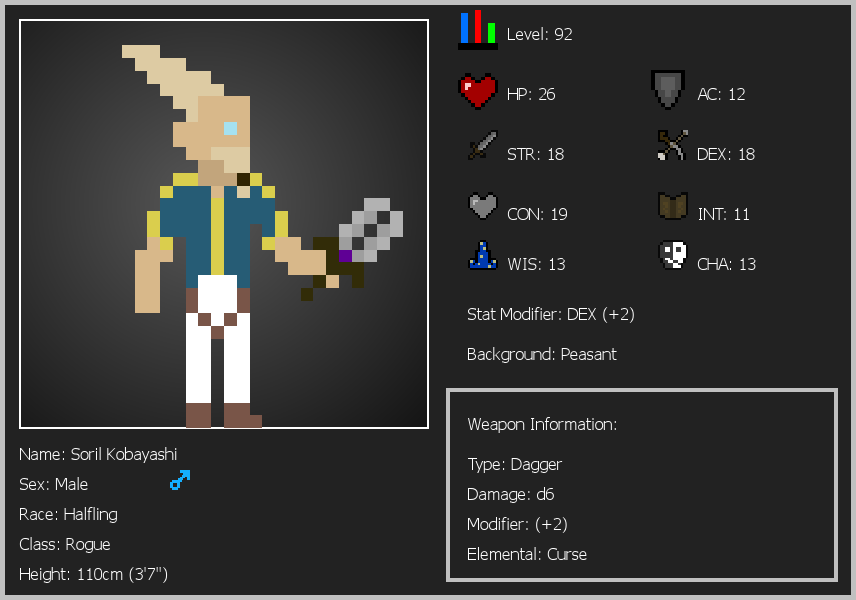 Level: 92
HP: 26
AC: 12
STR: 18
DEX: 18
CON: 19
INT: 11
WIS: 13
CHA: 13
Stat Modifier: DEX (+2)
Background: Peasant
Weapon Information:
Type: Dagger
Damage: d6
Modifier: (+2)
Elemental: Curse
Name: Soril Kobayashi
Sex: Male
Race: Halfling
Class: Rogue
Height: 110cm (3'7")